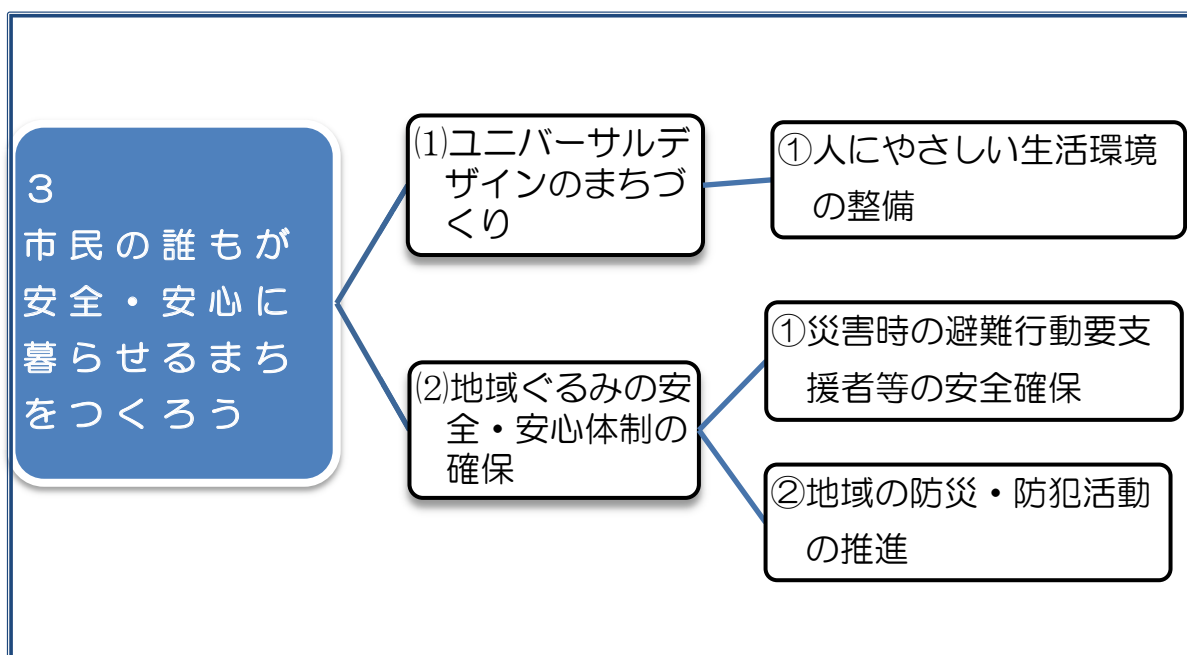 3
市民の誰もが
安全・安心に
暮らせるまち
をつくろう
⑴ユニバーサルデ
ザインのまちづ
くり
①人にやさしい生活環境
の整備
⑵地域ぐるみの安
全・安心体制の
確保
①災害時の避難行動要支
援者等の安全確保
②地域の防災・防犯活動
の推進